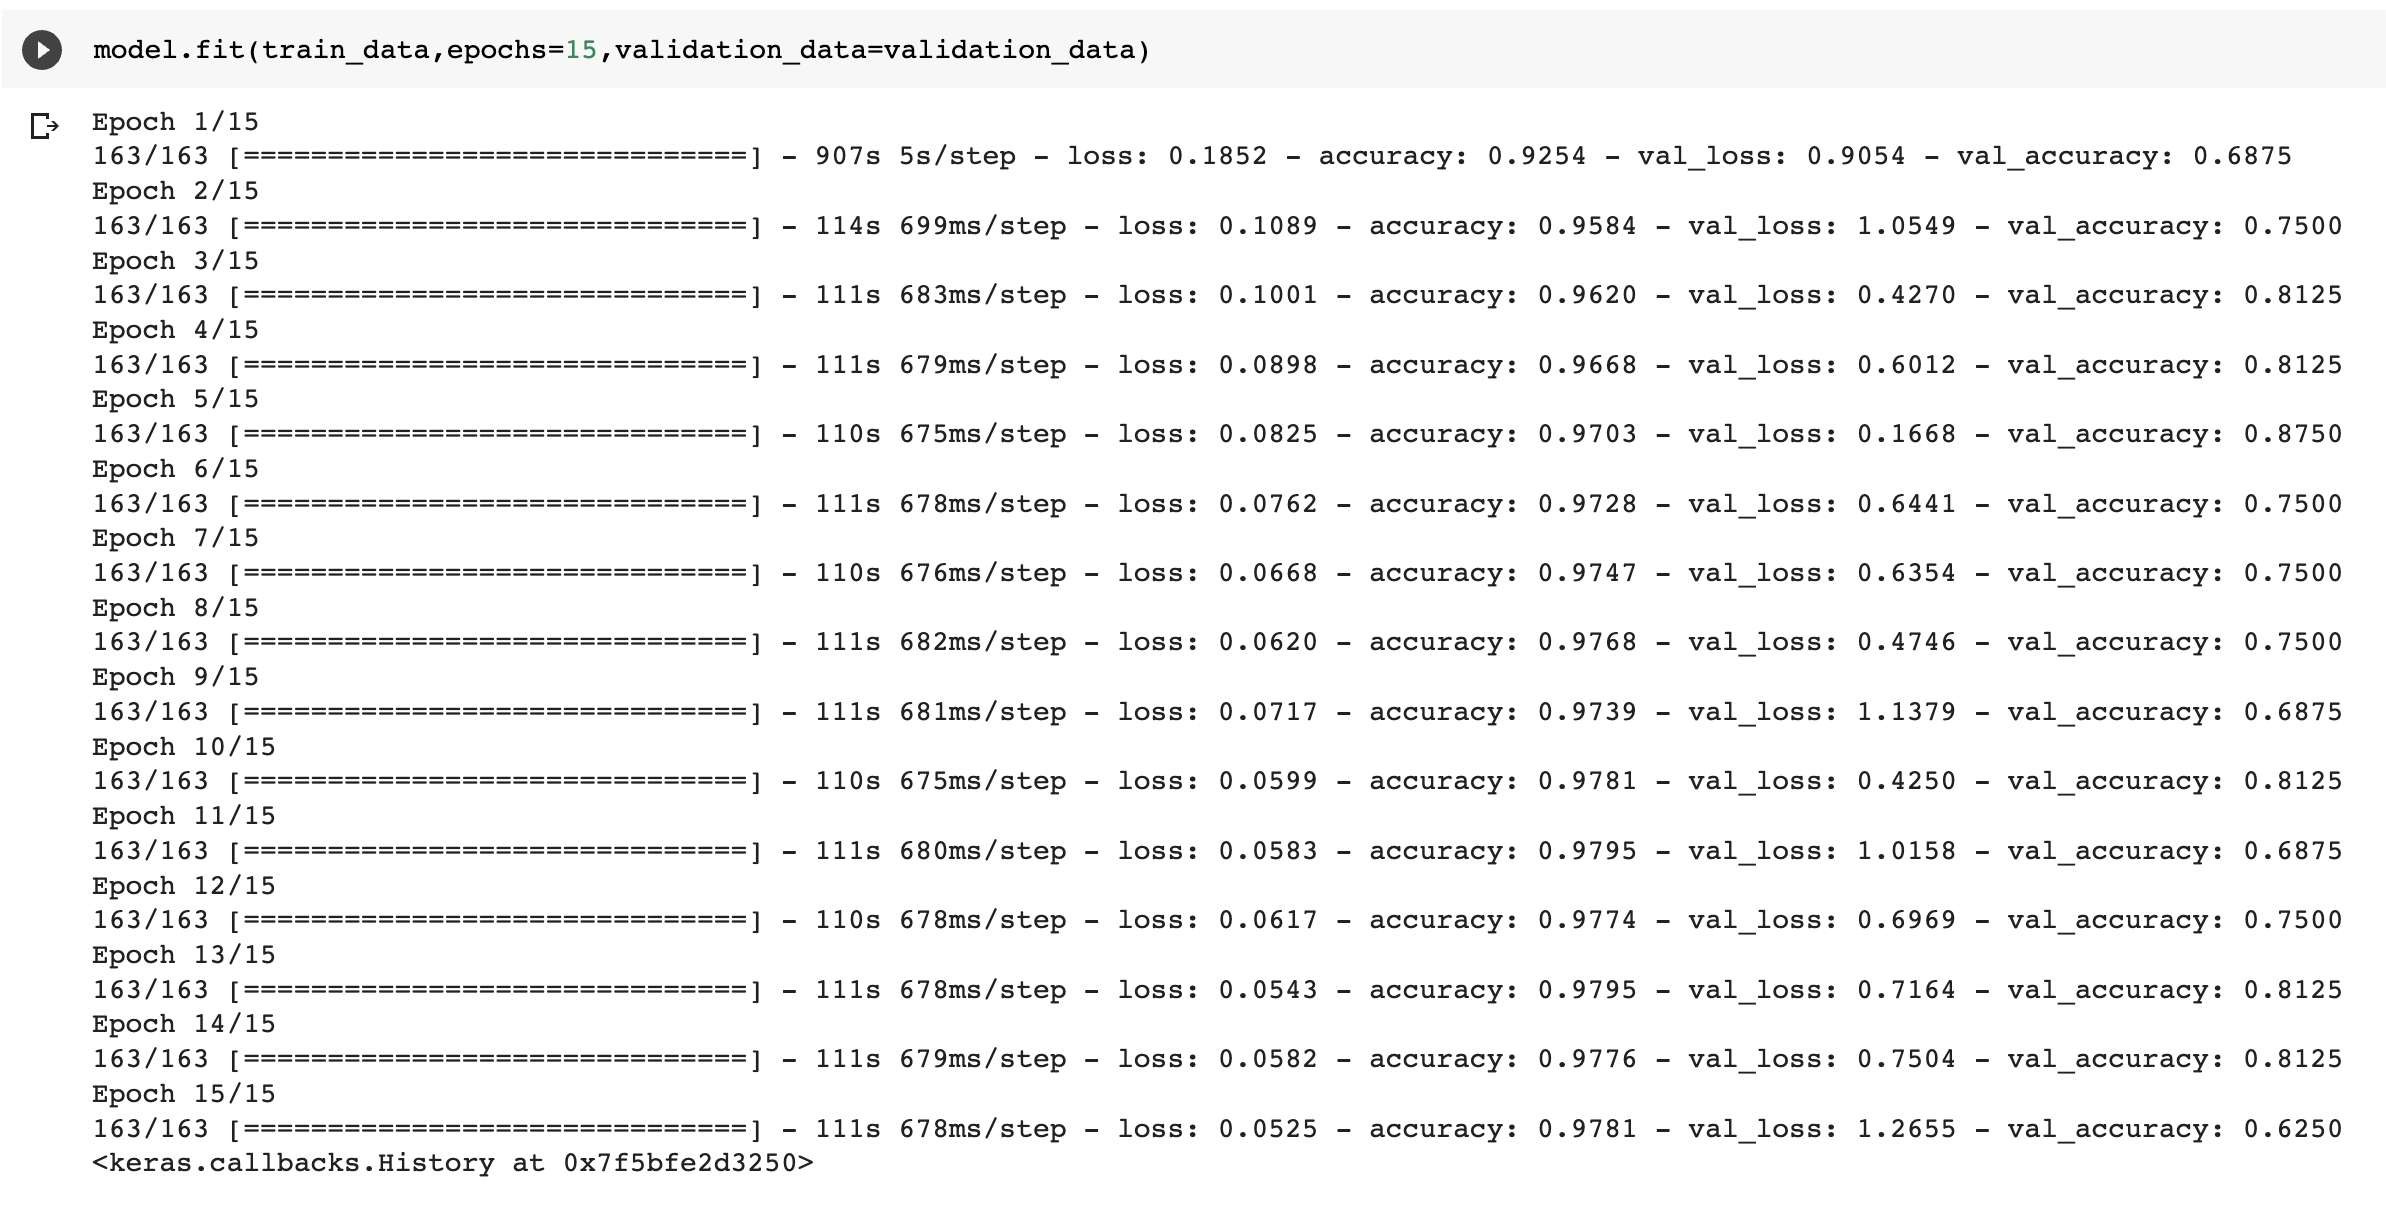 model.fit(train_data,epochs=15,validation_data=validation_data)
Epoch 1/15
163/163 [==============================] - 907s 5s/step - loss: 0.1852 - accuracy: 0.9254 - val_loss: 0.9054 - val_accuracy: 0.6875
Epoch 2/15
163/163 [==============================] - 114s 699ms/step - loss: 0.1089 - accuracy: 0.9584 - val_loss: 1.0549 - val_accuracy: 0.7500
Epoch 3/15
163/163 [==============================] - 111s 683ms/step - loss: 0.1001 - accuracy: 0.9620 - val_loss: 0.4270 - val_accuracy: 0.8125
Epoch 4/15
163/163 [==============================] - 111s 679ms/step - loss: 0.0898 - accuracy: 0.9668 - val_loss: 0.6012 - val_accuracy: 0.8125
Epoch 5/15
163/163 [==============================] - 110s 675ms/step - loss: 0.0825 - accuracy: 0.9703 - val_loss: 0.1668 - val_accuracy: 0.8750
Epoch 6/15
163/163 [==============================] - 111s 678ms/step - loss: 0.0762 - accuracy: 0.9728 - val_loss: 0.6441 - val_accuracy: 0.7500
Epoch 7/15
163/163 [==============================] - 110s 676ms/step - loss: 0.0668 - accuracy: 0.9747 - val_loss: 0.6354 - val_accuracy: 0.7500
Epoch 8/15
163/163 [==============================] - 111s 682ms/step - loss: 0.0620 - accuracy: 0.9768 - val_loss: 0.4746 - val_accuracy: 0.7500
Epoch 9/15
163/163 [==============================] - 111s 681ms/step - loss: 0.0717 - accuracy: 0.9739 - val_loss: 1.1379 - val_accuracy: 0.6875
Epoch 10/15
163/163 [==============================] - 110s 675ms/step - loss: 0.0599 - accuracy: 0.9781 - val_loss: 0.4250 - val_accuracy: 0.8125
Epoch 11/15
163/163 [==============================] - 111s 680ms/step - loss: 0.0583 - accuracy: 0.9795 - val_loss: 1.0158 - val_accuracy: 0.6875
Epoch 12/15
163/163 [==============================] - 110s 678ms/step - loss: 0.0617 - accuracy: 0.9774 - val_loss: 0.6969 - val_accuracy: 0.7500
Epoch 13/15
163/163 [==============================] - 111s 678ms/step - loss: 0.0543 - accuracy: 0.9795 - val_loss: 0.7164 - val_accuracy: 0.8125
Epoch 14/15
163/163 [==============================] - 111s 679ms/step - loss: 0.0582 - accuracy: 0.9776 - val_loss: 0.7504 - val_accuracy: 0.8125
Epoch 15/15
163/163 [==============================] - 111s 678ms/step - loss: 0.0525 - accuracy: 0.9781 - val_loss: 1.2655 - val_accuracy: 0.6250
<keras.callbacks.History at 0x7f5bfe2d3250>